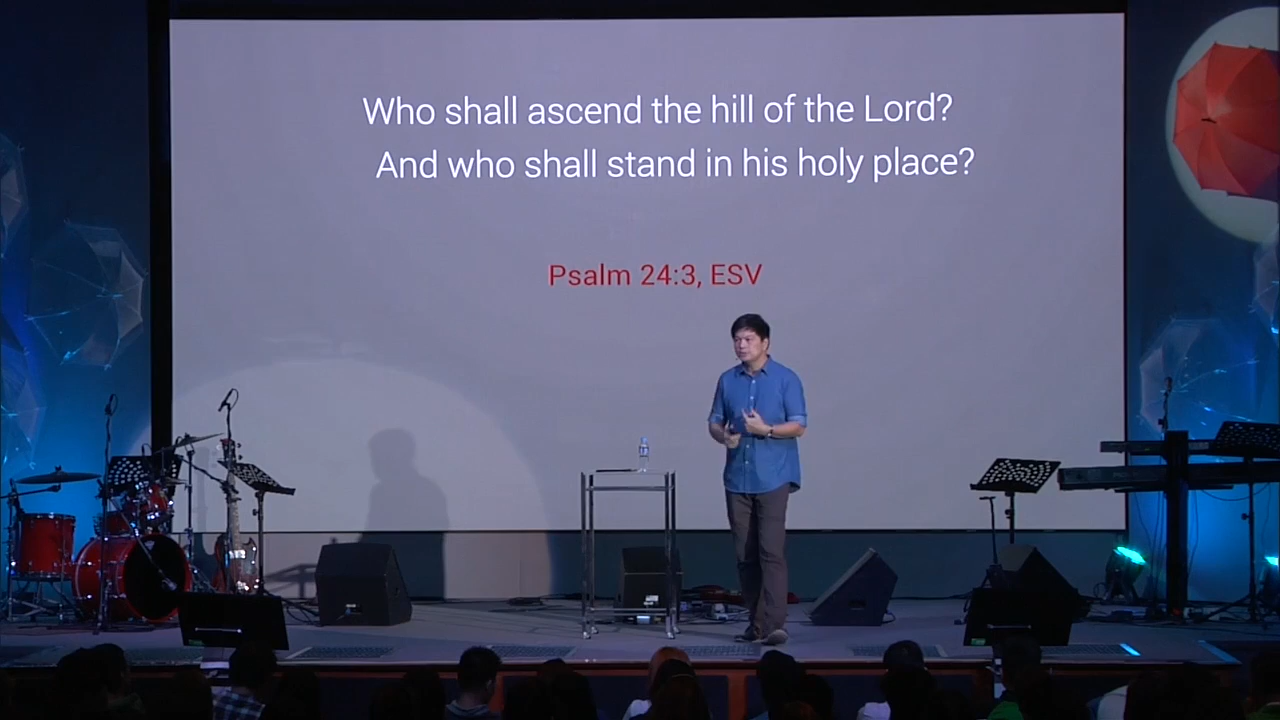 Who shall ascend the hill of the Lord?
And who shall stand in his holy place?
Psalm 24:3, ESV